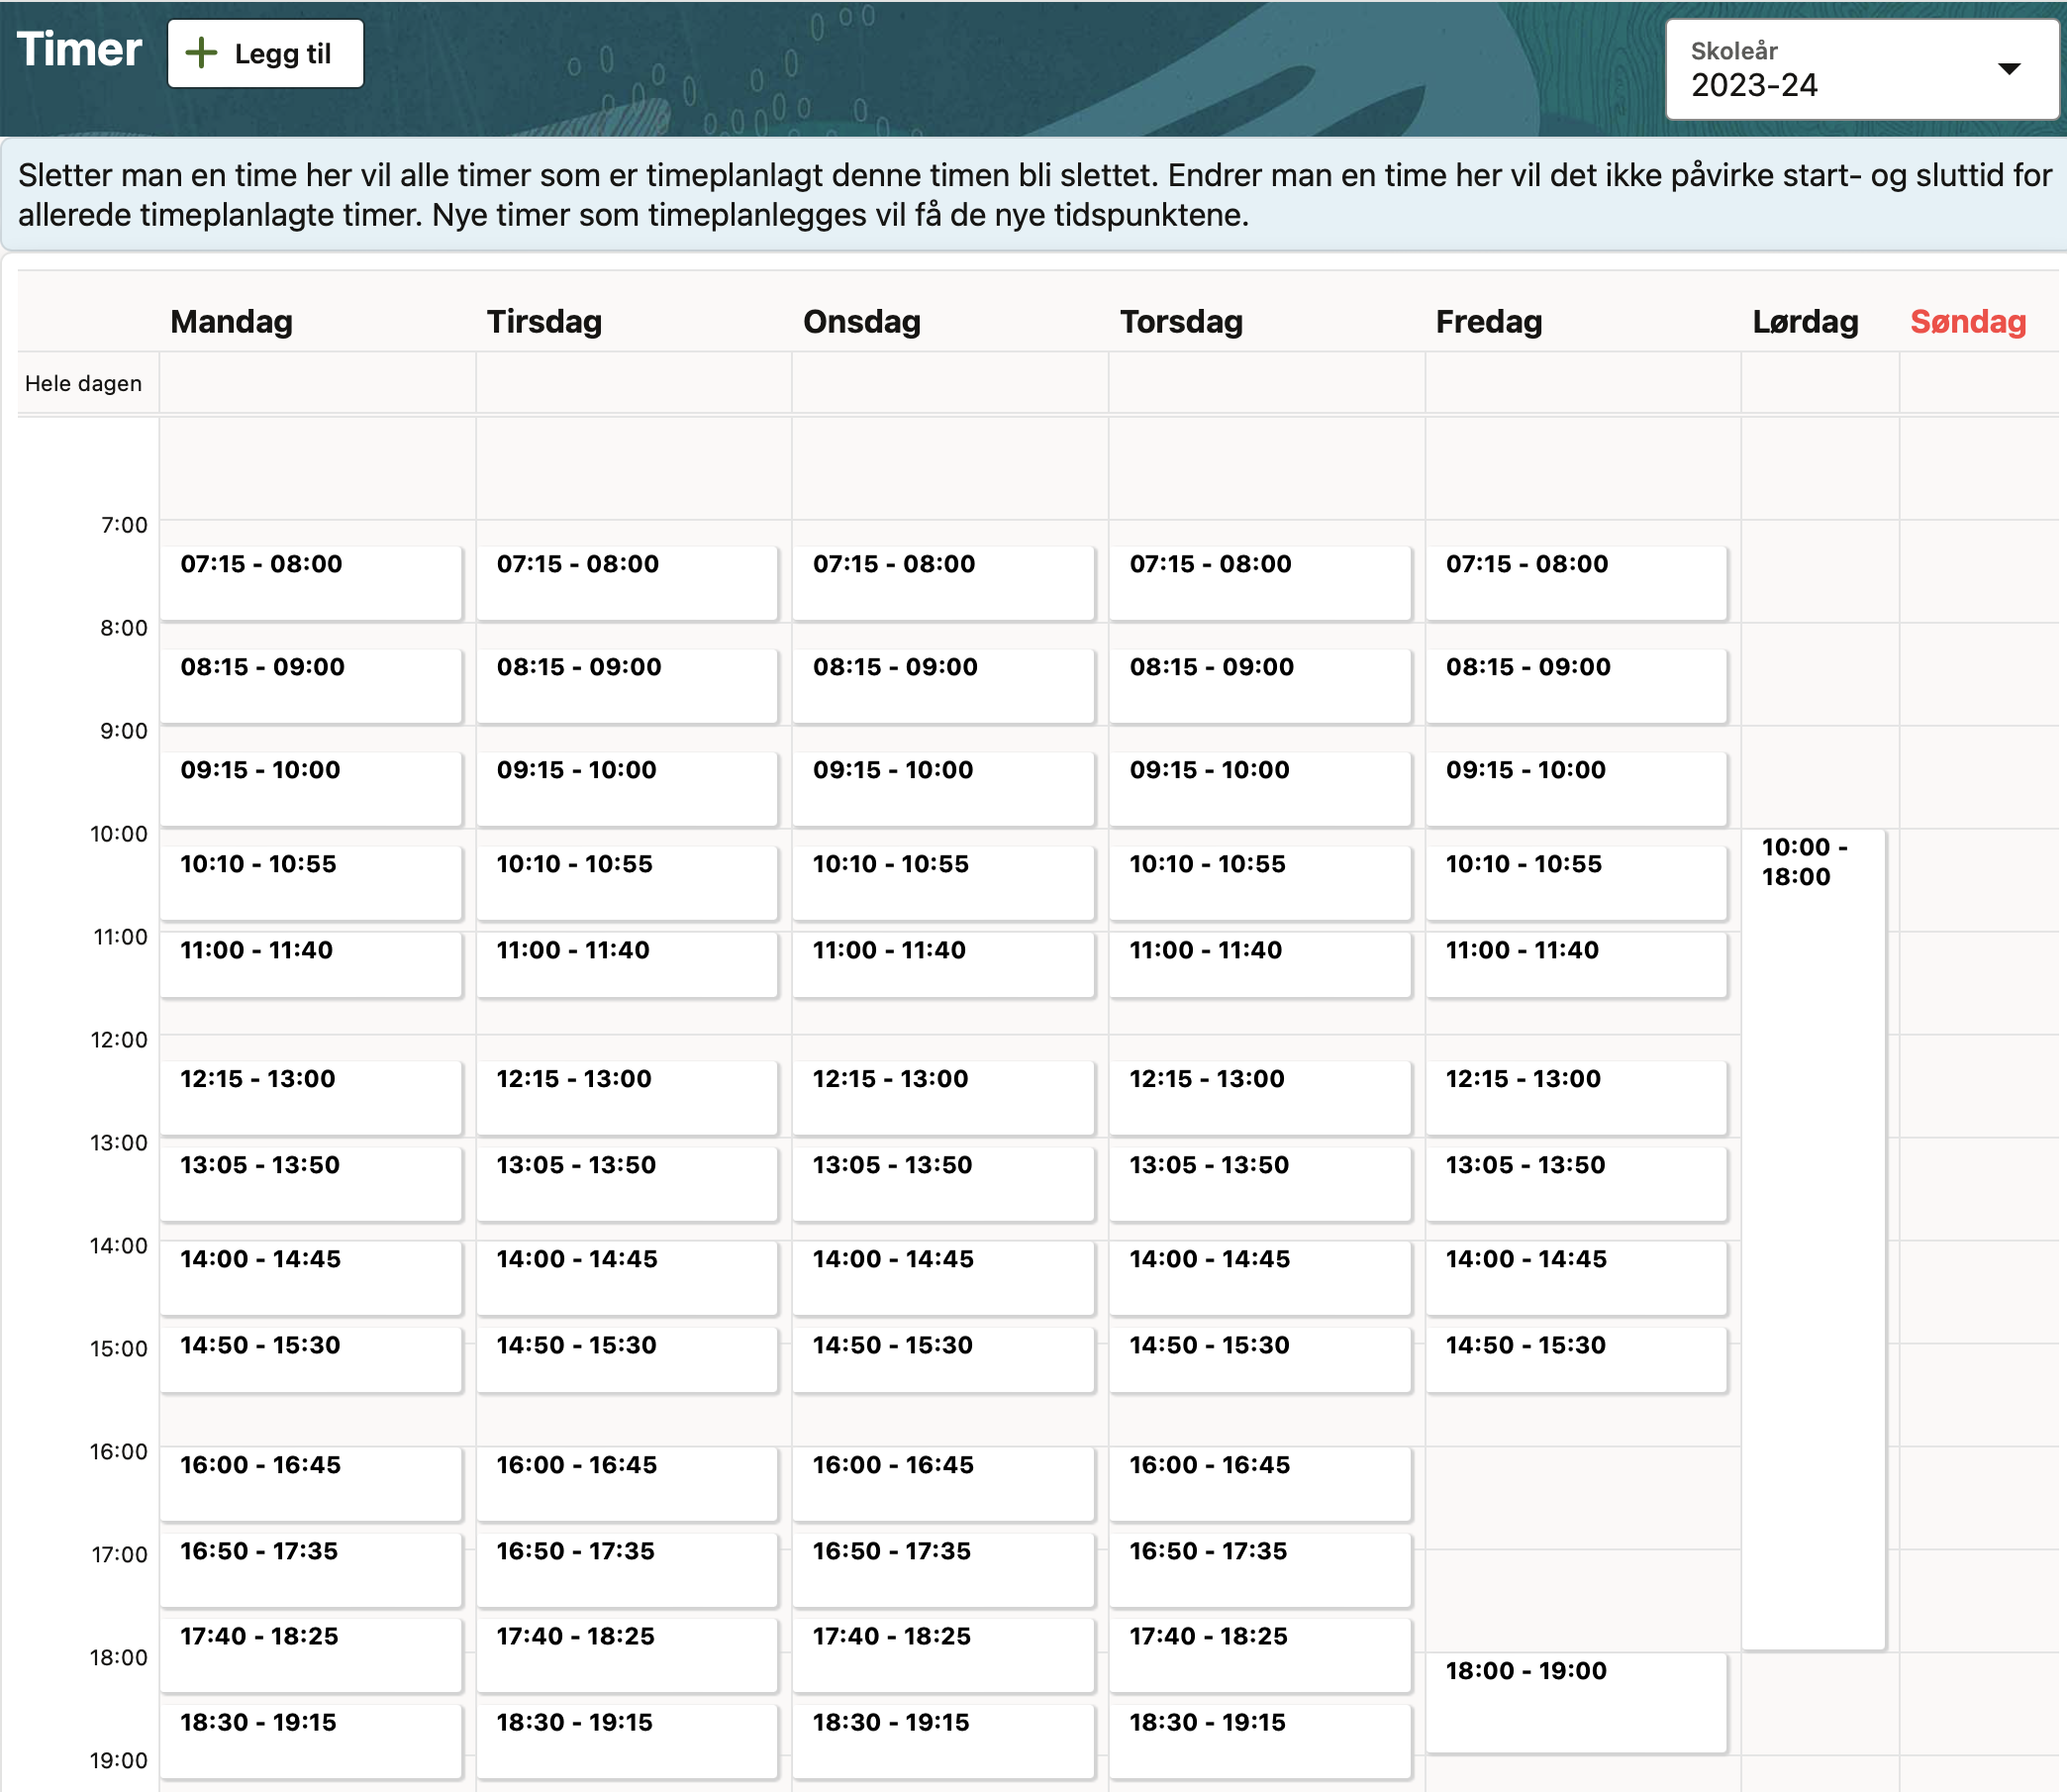 Timer
Legg til
Skoleår
2023-24
Sletter man en time her vil alle timer som er timeplanlagt denne timen bli slettet. Endrer man en time her vil det ikke påvirke start- og sluttid for
allerede timeplanlagte timer. Nye timer som timeplanlegges vil få de nye tidspunktene.
Mandag Tirsdag Onsdag Torsdag Fredag Lørdag Søndag
Hele dagen
7:00
07:15 - 08:00 07:15 - 08:00 07:15 - 08:00 07:15 - 08:00 07:15 - 08:00
8:00
08:15 - 09:00 08:15 - 09:00 08:15 - 09:00 08:15 - 09:00 08:15 - 09:00
9:00
09:15 - 10:00 09:15 - 10:00 09:15 - 10:00 09:15 - 10:00 09:15 - 10:00
10:00
10:00 -
18:00
10:10 - 10:55 10:10 - 10:55 10:10 - 10:55 10:10 - 10:55 10:10 - 10:55
11:00
11:00 - 11:40 11:00 - 11:40 11:00 - 11:40 11:00 - 11:40 11:00 - 11:40
12:00
12:15 - 13:00 12:15 - 13:00 12:15 - 13:00 12:15 - 13:00 12:15 - 13:00
13:00
13:05 - 13:50 13:05 - 13:50 13:05 - 13:50 13:05 - 13:50 13:05 - 13:50
14:00
14:00 - 14:45 14:00 - 14:45 14:00 - 14:45 14:00 - 14:45 14:00 - 14:45
15:00
14:50 - 15:30 14:50 - 15:30 14:50 - 15:30 14:50 - 15:30 14:50 - 15:30
16:00
16:00 - 16:45 16:00 - 16:45 16:00 - 16:45 16:00 - 16:45
17:00
16:50 - 17:35 16:50 - 17:35 16:50 - 17:35 16:50 - 17:35
17:40 - 18:25 17:40 - 18:25 17:40 - 18:25 17:40 - 18:25
18:00
18:00 - 19:00
18:30 - 19:15 18:30 - 19:15 18:30 - 19:15 18:30 - 19:15
19:00